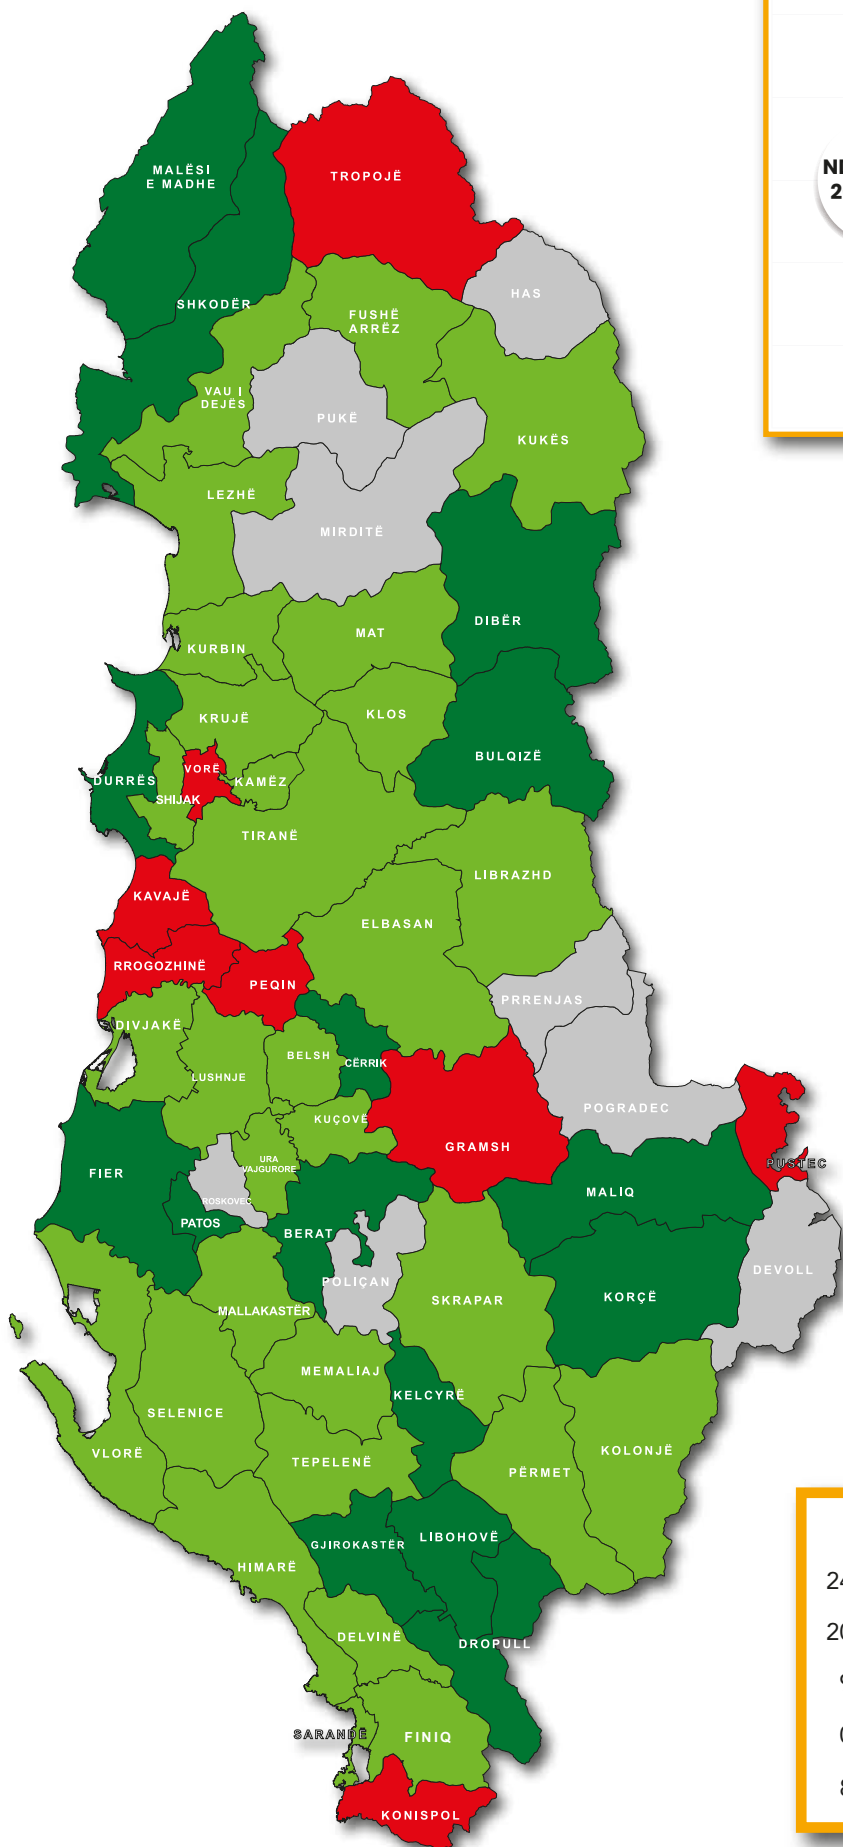 MALËSI
E MADHE
TROPOJË
HAS
SHKODËR
FUSHË
ARRËZ
VAU I
DEJËS
PUKË
KUKËS
LEZHË
MIRDITË
DIBËR
KURBIN
MAT
KRUJË
KLOS
BULQIZË
VORË
DURRËS
KAMËZ
SHIJAK
TIRANË
LIBRAZHD
KAVAJË
ELBASAN
RROGOZHINË
PEQIN
PRRENJAS
DIVJAKË
BELSH
CËRRIK
LUSHNJE
POGRADEC
KUÇOVË
GRAMSH
URA
VAJGURORE
PUSTEC
FIER
MALIQ
ROSKOVEC
PATOS
BERAT
DEVOLL
POLIÇAN
KORÇË
SKRAPAR
MALLAKASTËR
MEMALIAJ
KELCYRË
SELENICE
KOLONJË
VLORË
TEPELENË
PËRMET
LIBOHOVË
GJIROKASTËR
HIMARË
DELVINË
DROPULL
SARANDË
FINIQ
KONISPOL